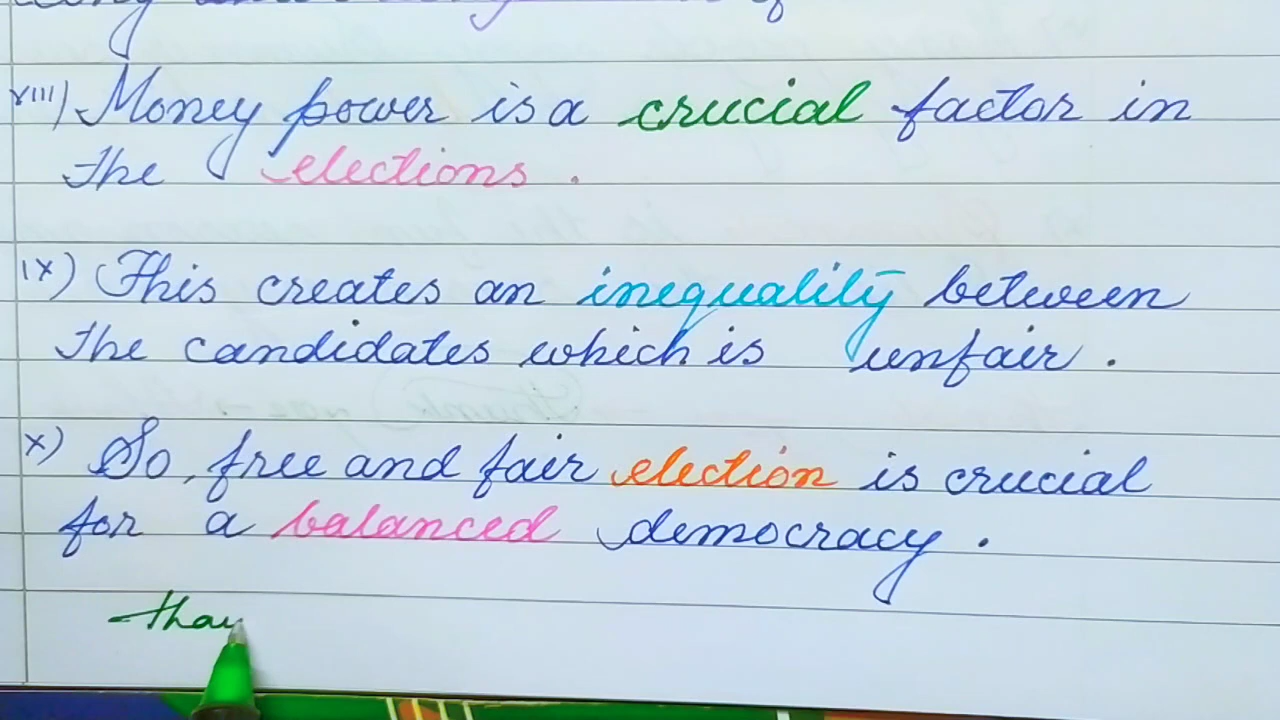 viii) Money power is a crucial factor in
the elections.
ix) This creates an inequality between
the candidates which is unfair.
x) So, free and fair election is crucial
for a balanced democracy.
than